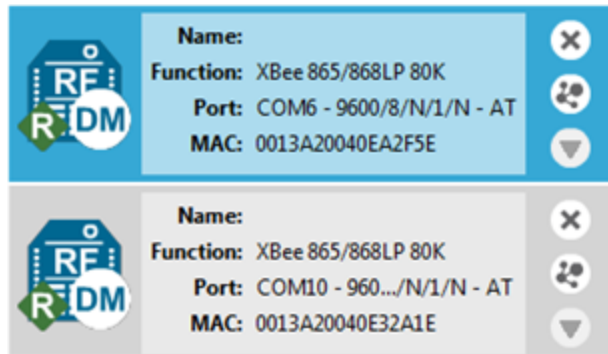 Name:
Function: XBee 865/868LP 80K
Port: COM6 - 9600/8/N/1/N - AT
MAC: 0013A20040EA2F5E
RF
R DM
Name:
Function: XBee 865/868LP 80K
Port: COM10 - 960.../N/1/N - AT
MAC: 0013A20040E32A1E
RF
R DM